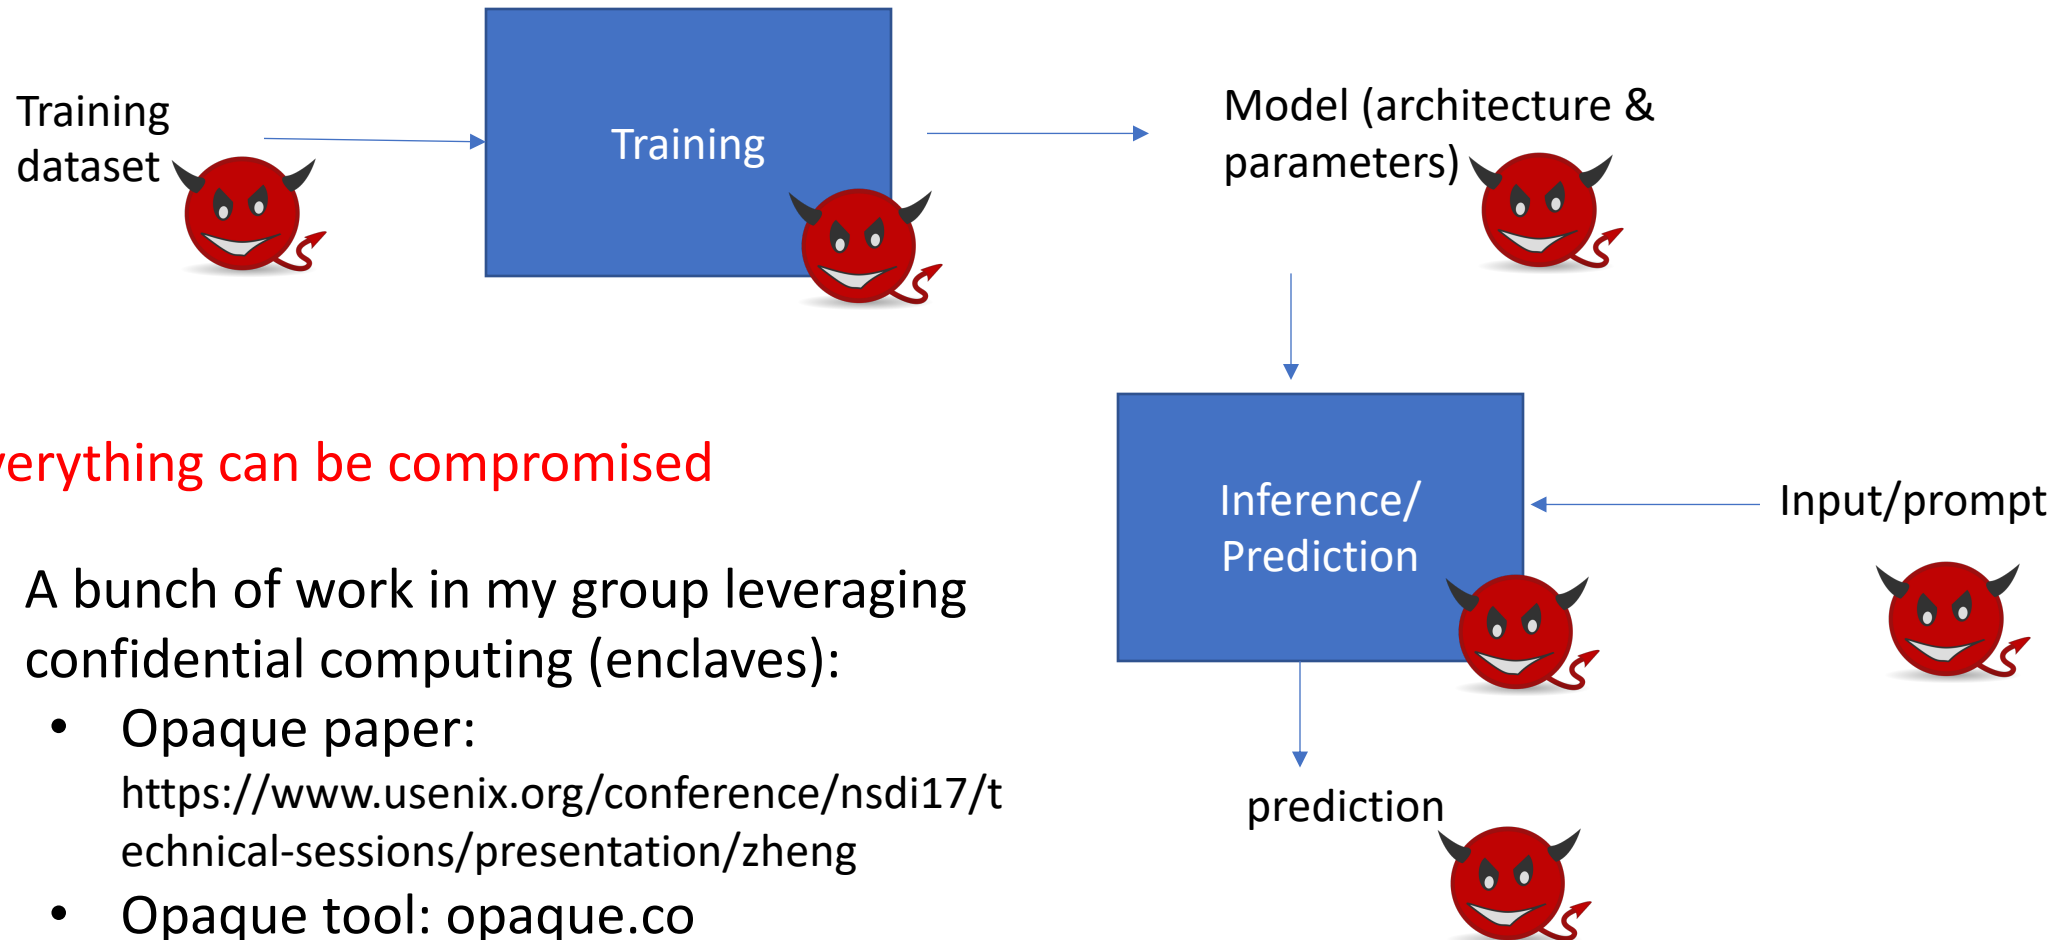 Training
dataset
Training
Model (architecture &
parameters)
verything can be compromised
Inference/
Prediction
Input/prompt
A bunch of work in my group leveraging
confidential computing (enclaves):
• Opaque paper:
https://www.usenix.org/conference/nsdi17/t
echnical-sessions/presentation/zheng
• Opaque tool: opaque.co
prediction